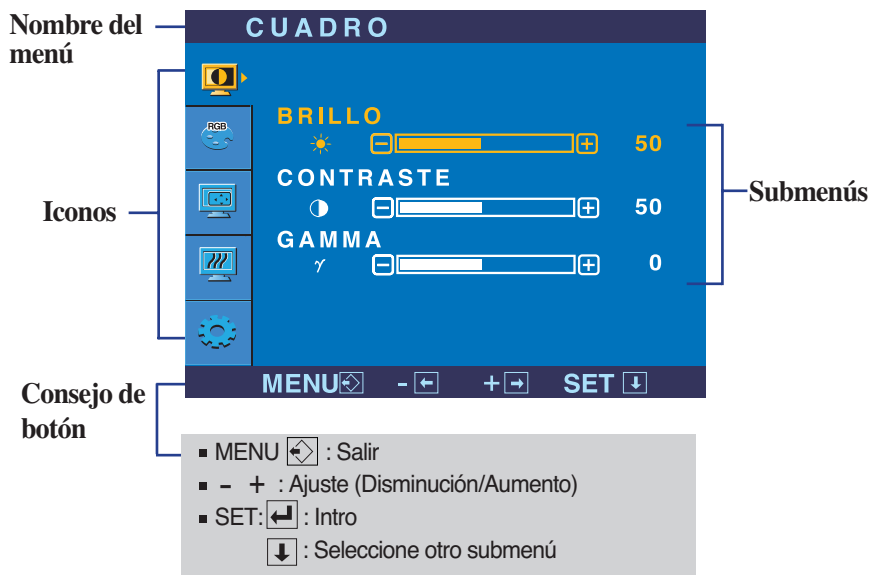 Nombre del
menú
CUADRO
RGB
BRILLO
50
CONTRASTE
50
GAMMA
γ
0
Iconos
Submenús
Consejo de
botón
MENU - + SET
MENU : Salir
- + : Ajuste (Disminución/Aumento)
SET: : Intro
: Seleccione otro submenú